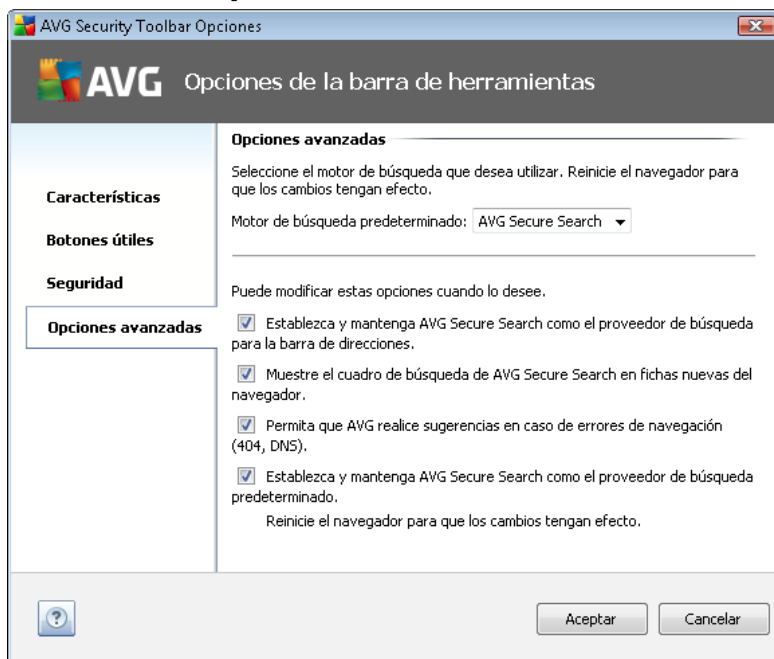 AVG Security Toolbar Opciones
AVG Opciones de la barra de herramientas
Características
Botones útiles
Seguridad
Opciones avanzadas
Opciones avanzadas
Seleccione el motor de búsqueda que desea utilizar. Reinicie el navegador para
que los cambios tengan efecto.
Motor de búsqueda predeterminado: AVG Secure Search
Puede modificar estas opciones cuando lo desee.
Establezca y mantenga AVG Secure Search como el proveedor de búsqueda
para la barra de direcciones.
Muestre el cuadro de búsqueda de AVG Secure Search en fichas nuevas del
navegador.
Permita que AVG realice sugerencias en caso de errores de navegación
(404, DNS).
Establezca y mantenga AVG Secure Search como el proveedor de búsqueda
predeterminado.
Reinicie el navegador para que los cambios tengan efecto.
?
Aceptar
Cancelar